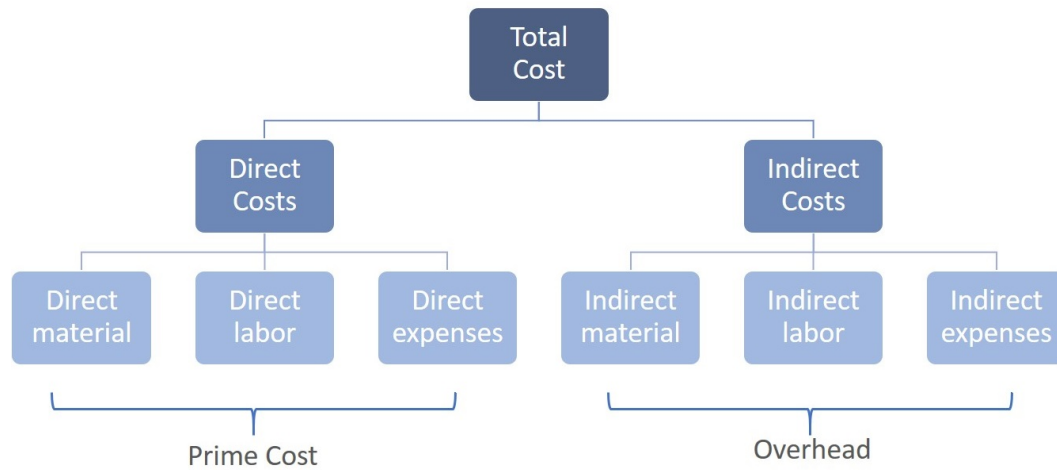 Total
Cost
Direct
Costs
Indirect
Costs
Direct
material
Direct
labor
Direct
expenses
Indirect
material
Indirect
labor
Indirect
expenses
Prime Cost
Overhead